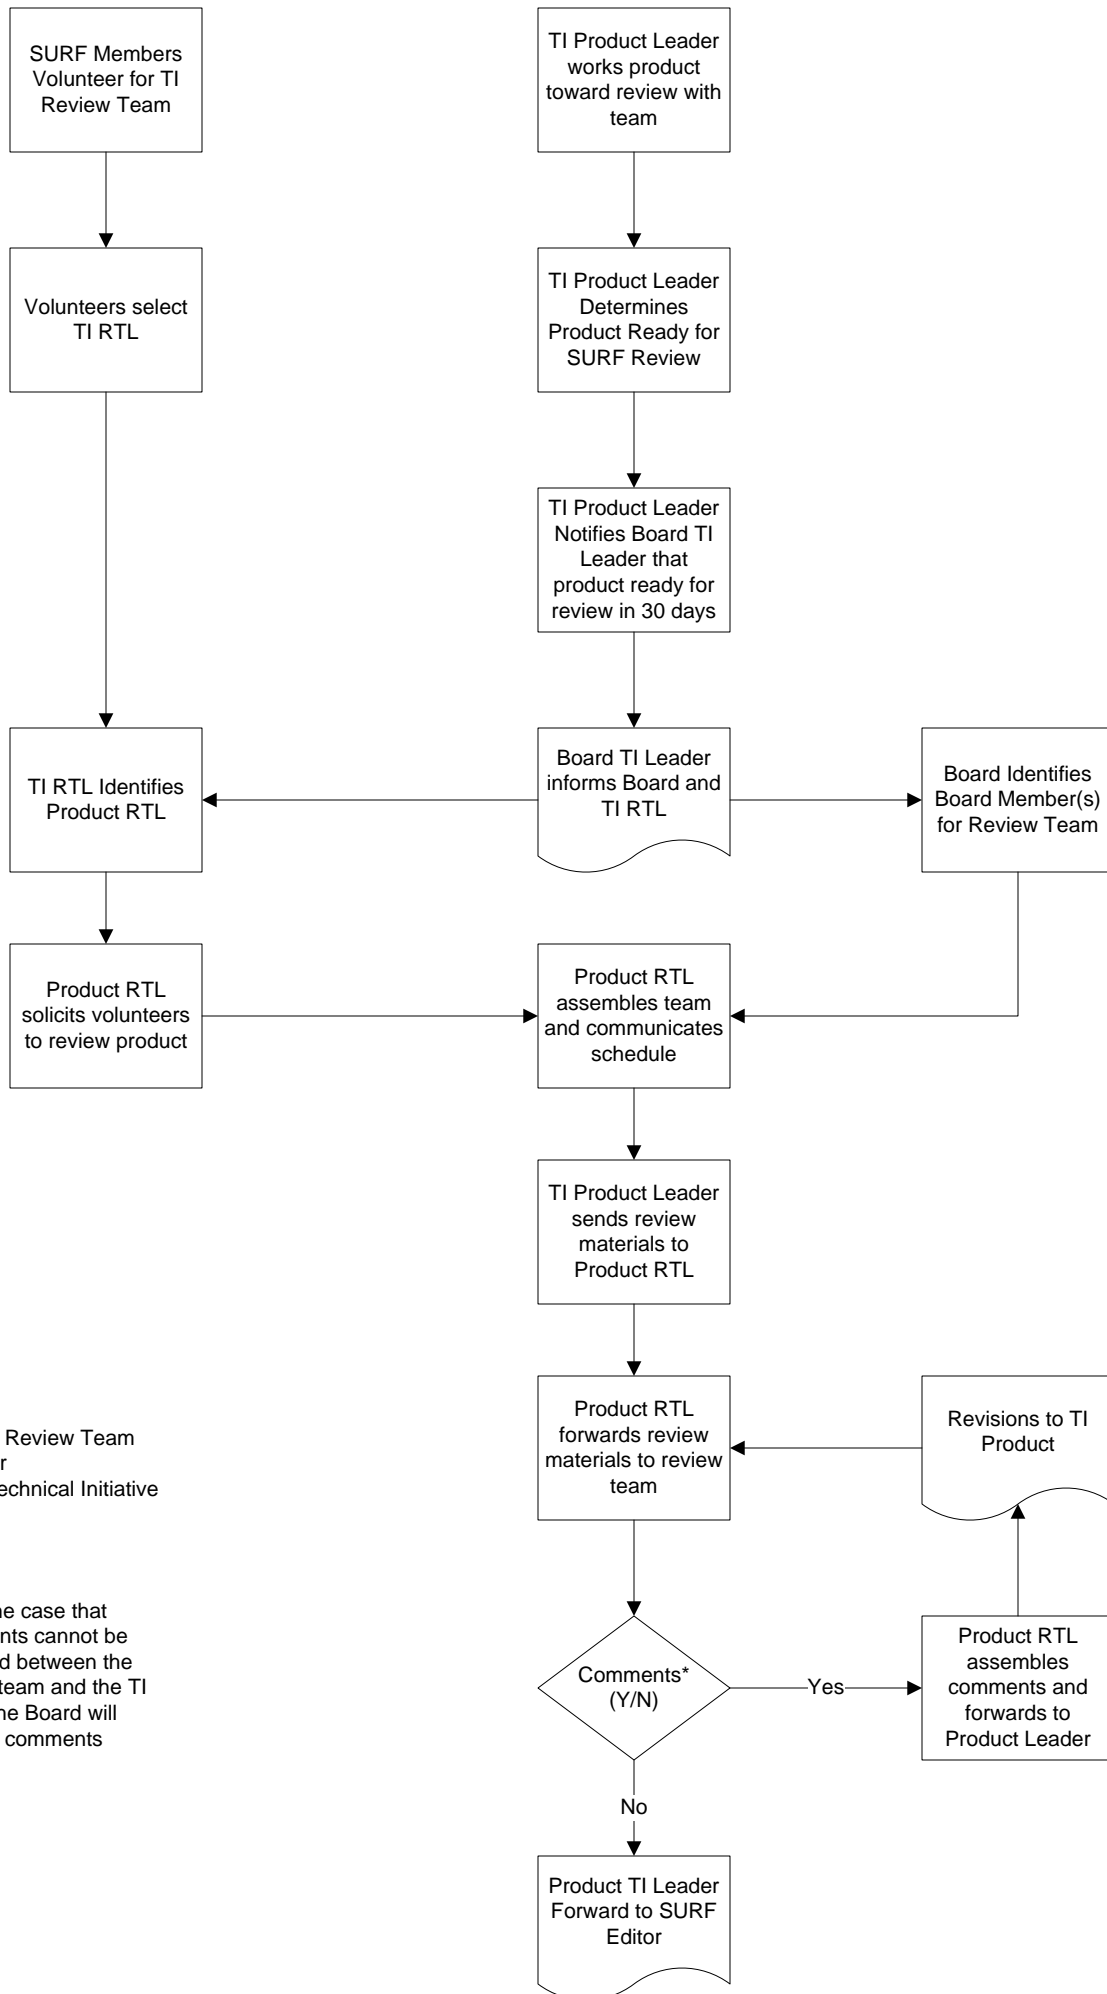 SURF Members
Volunteer for TI
Review Team
TI Product Leader
works product
toward review with
team
Volunteers select
TI RTL
TI Product Leader
Determines
Product Ready for
SURF Review
TI Product Leader
Notifies Board TI
Leader that
product ready for
review in 30 days
TI RTL Identifies
Product RTL
Board TI Leader
informs Board and
TI RTL
Board Identifies
Board Member(s)
for Review Team
Product RTL
solicits volunteers
to review product
Product RTL
assembles team
and communicates
schedule
TI Product Leader
sends review
materials to
Product RTL
Product RTL
forwards review
materials to review
team
Revisions to TI
Product
Review Team
Technical Initiative
case that
cannot be
between the
team and the TI
Board will
comments
Comments*
(Y/N)
Yes
Product RTL
assembles
comments and
forwards to
Product Leader
No
Product TI Leader
Forward to SURF
Editor